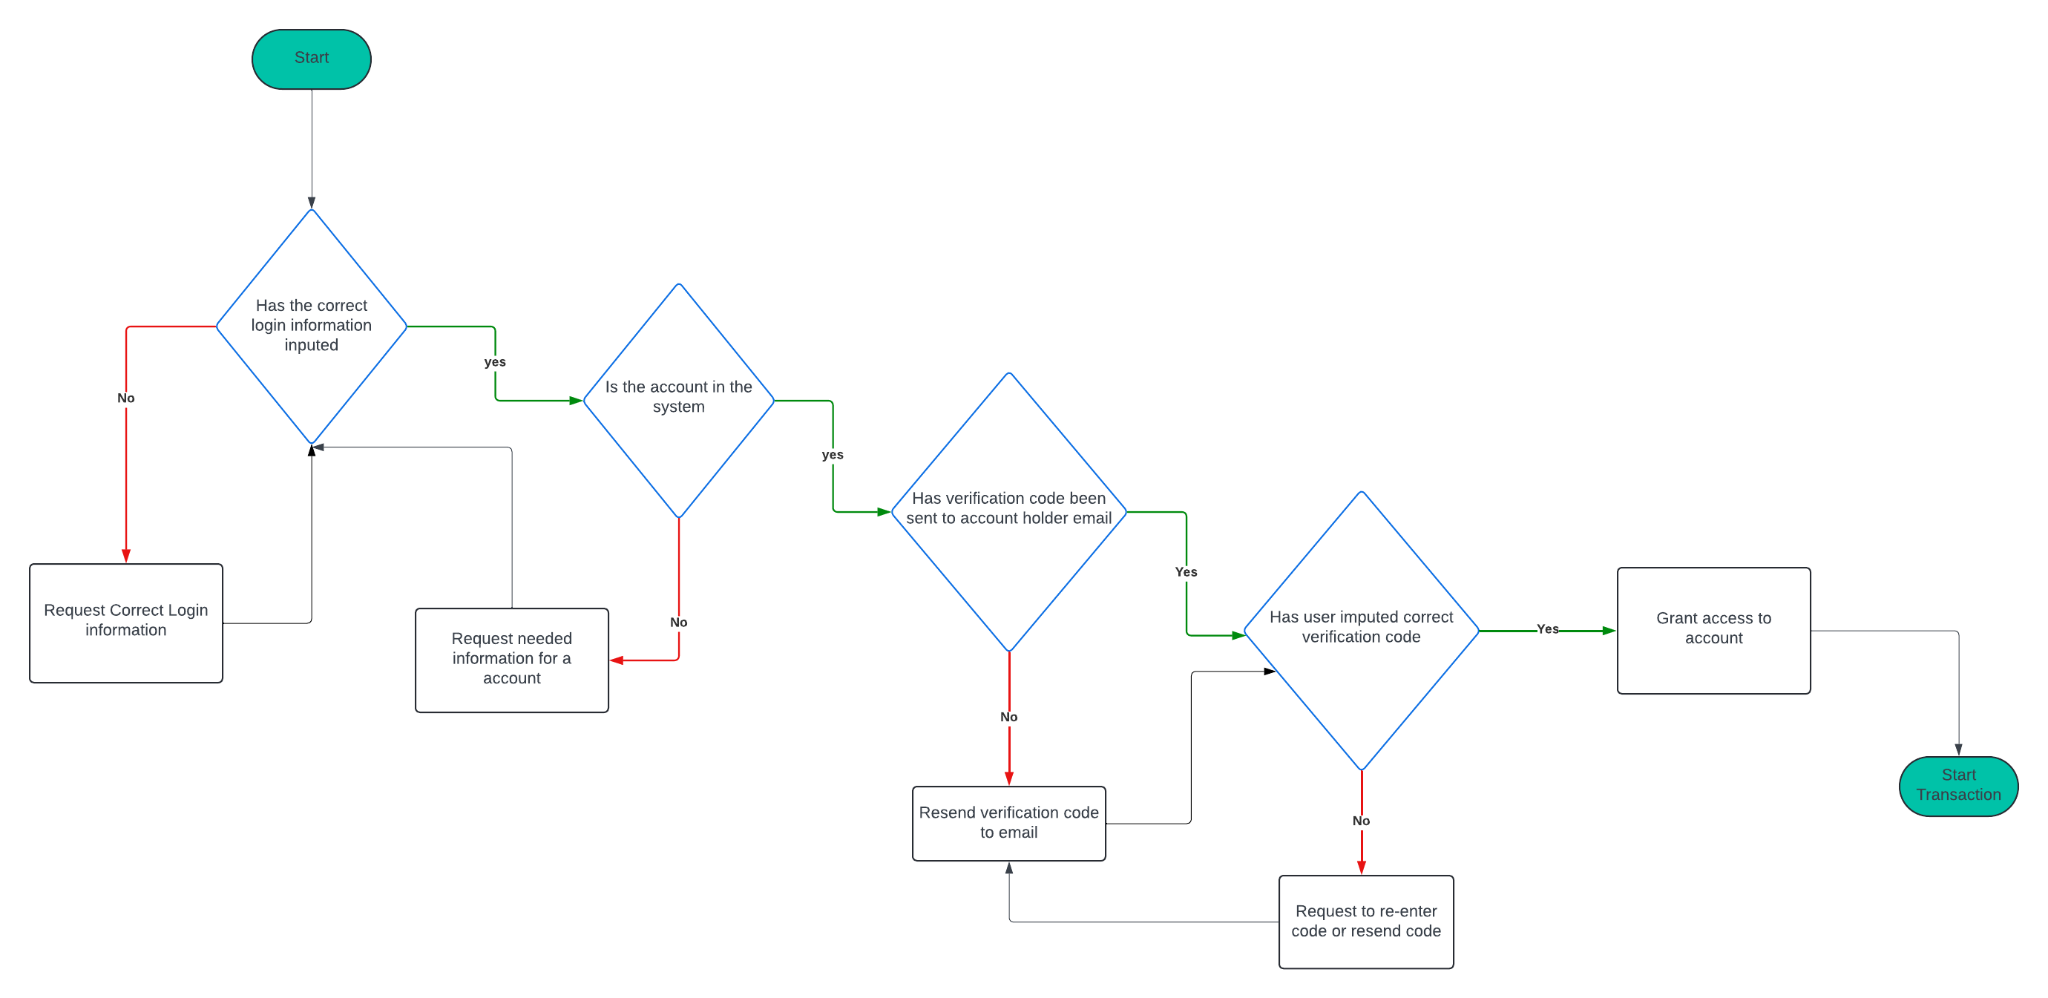 Start
Has the correct
login information
inputed
No
yes
Request Correct Login
information
Is the account in the
system
yes
No
Request needed
information for a
account
Has verification code been
sent to account holder email
Yes
No
Resend verification code
to email
Has user imputed correct
verification code
Yes
No
Request to re-enter
code or resend code
Grant access to
account
Start
Transaction